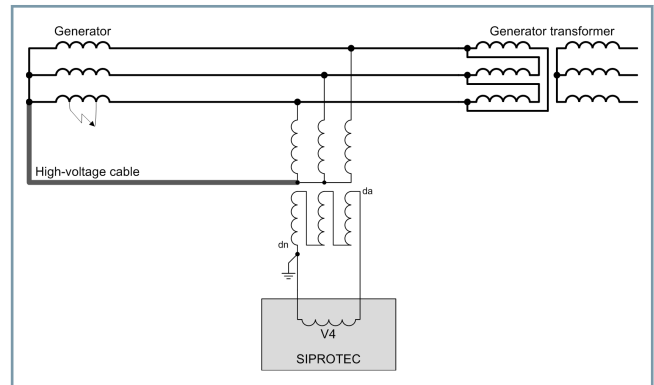 Generator
Generator transformer
High-voltage cable
da
dn
V4
SIPROTEC